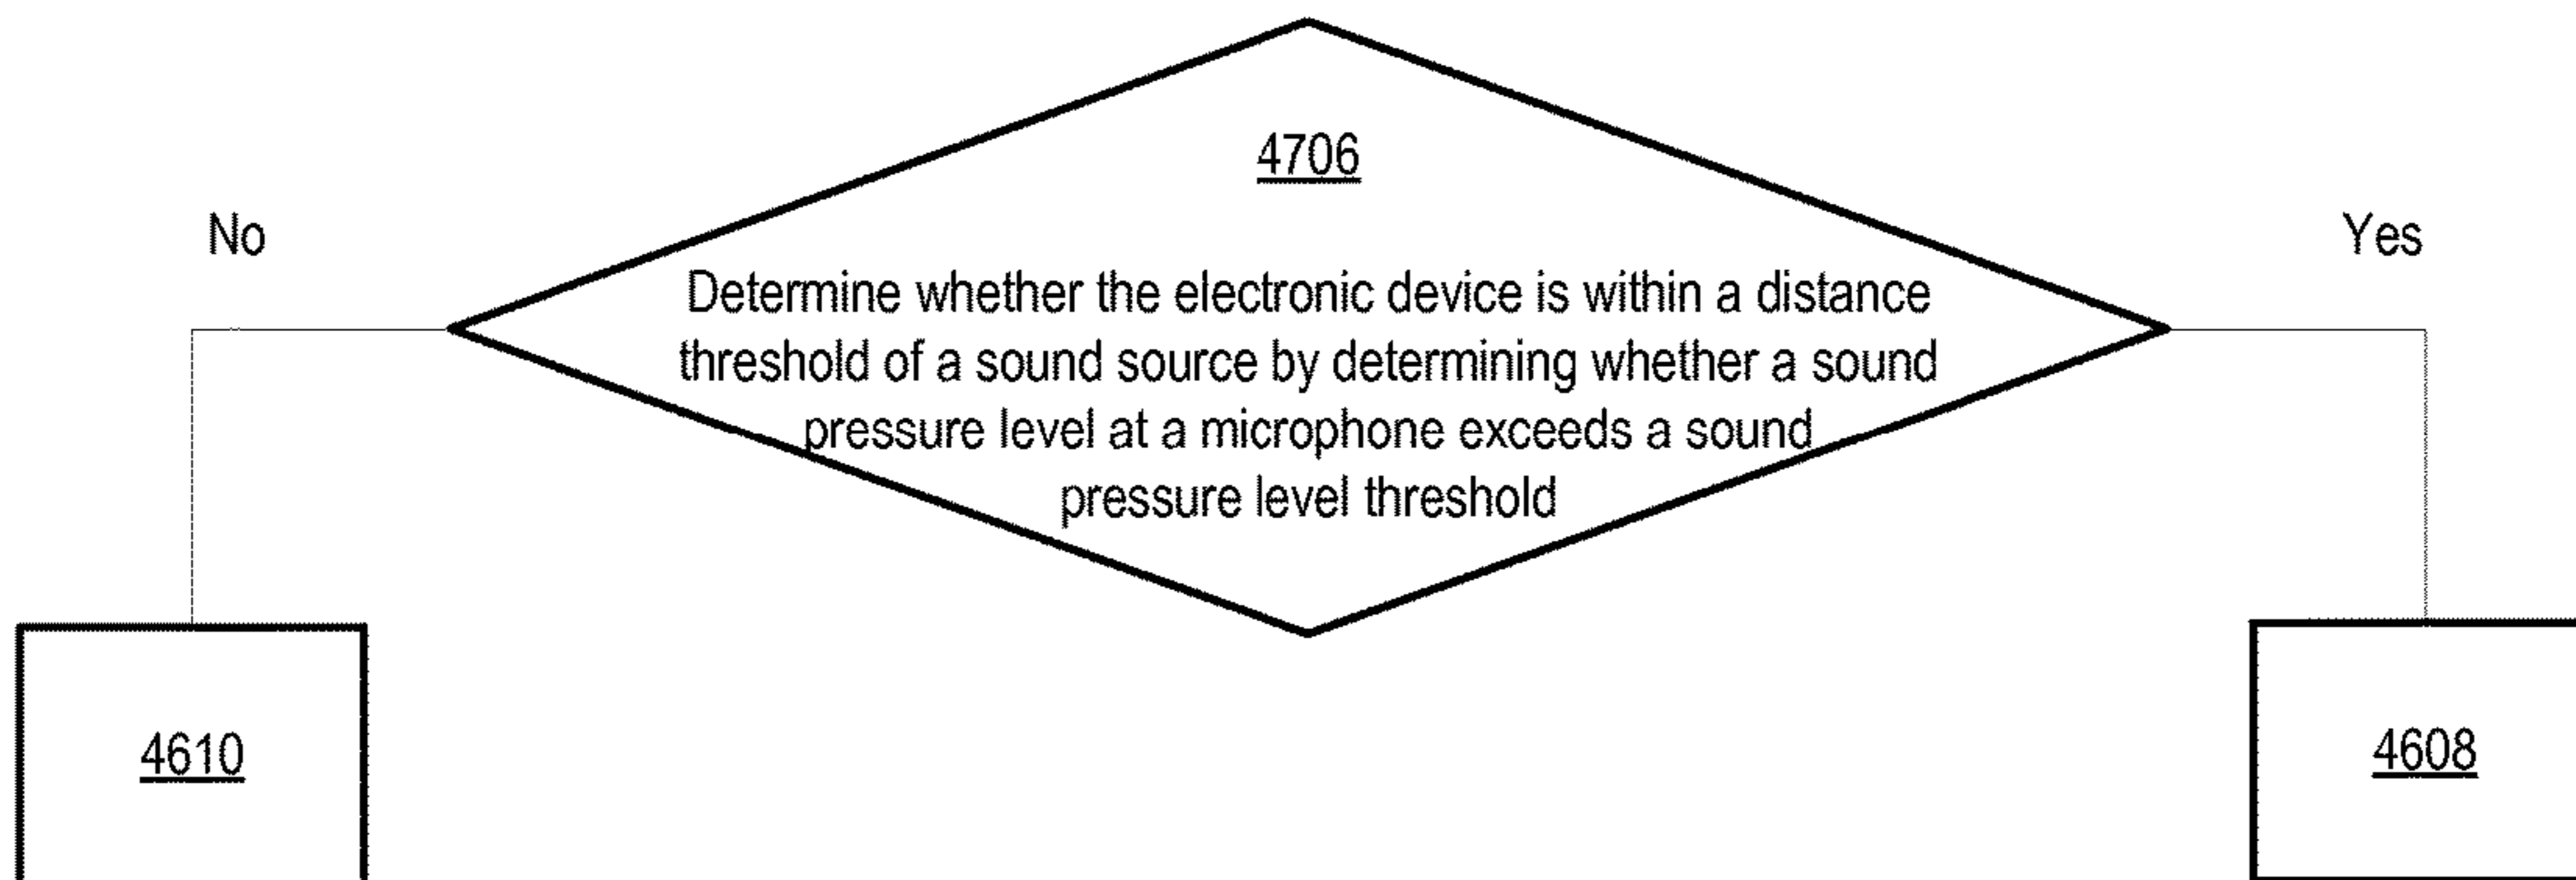 4706
No
Yes
Determine whether the electronic device is within a distance
threshold of a sound source by determining whether a sound
pressure level at a microphone exceeds a sound
pressure level threshold
4610
4608